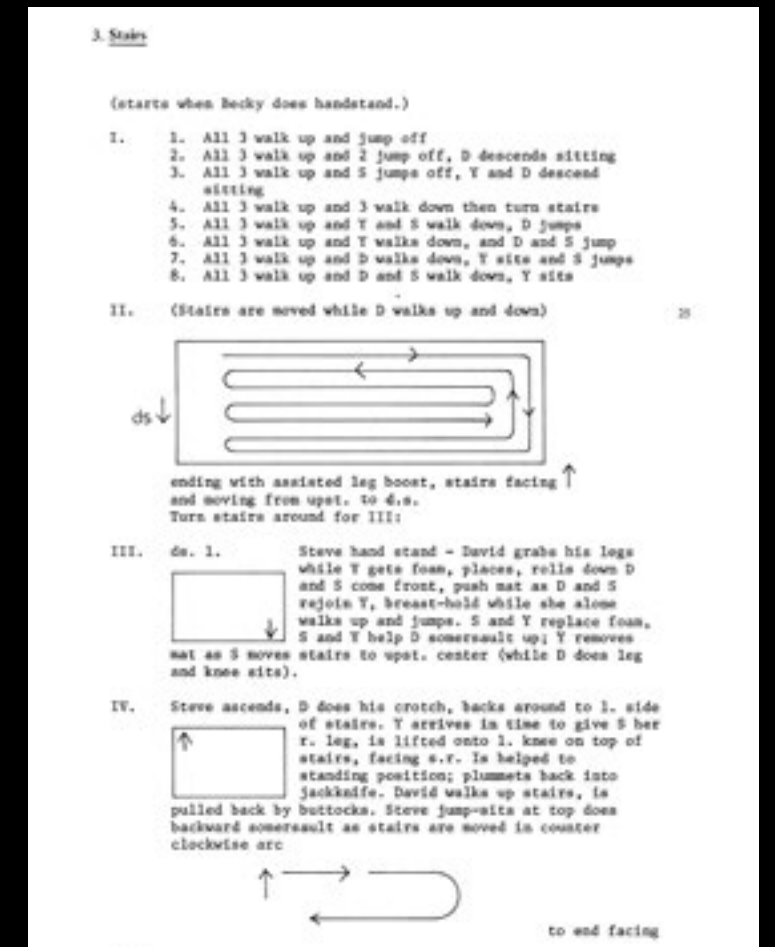 3. Stairs
(starts when Becky does handstand.)
I. 1. All 3 walk up and jump off
2. All 3 walk up and 2 jump off, D descends sitting
3. All 3 walk up and S jumps off, Y and D descend
sitting
4. All 3 walk up and 3 walk down then turn stairs
5. All 3 walk up and Y and S walk down, D jumps
6. All 3 walk up and Y walks down, and D and S jump
7. All 3 walk up and D walks down, Y sits and S jumps
8. All 3 walk up and D and S walk down, Y sits
II. (Stairs are moved while D walks up and down)
ds
ending with assisted leg boost, stairs facing
and moving from upst. to d.s.
Turn stairs around for III:
III. ds. l. Steve hand stand - David grabs his legs
while Y gets foam, places, rolls down D
and S come front, push mat as D and S
rejoin Y, breast-hold while she alone
walks up and jumps. S and Y replace foam,
S and Y help D somersault up; Y removes
mat as S moves stairs to upst. center (while D does leg
and knee sits).
IV. Steve ascends, D does his crotch, backs around to l. side
of stairs. Y arrives in time to give S her
r. leg, is lifted onto l. knee on top of
stairs, facing s.r. Is helped to
standing position; plummets back into
jackknife. David walks up stairs, is
pulled back by buttocks. Steve jump-sits at top does
backward somersault as stairs are moved in counter
clockwise arc
to end facing